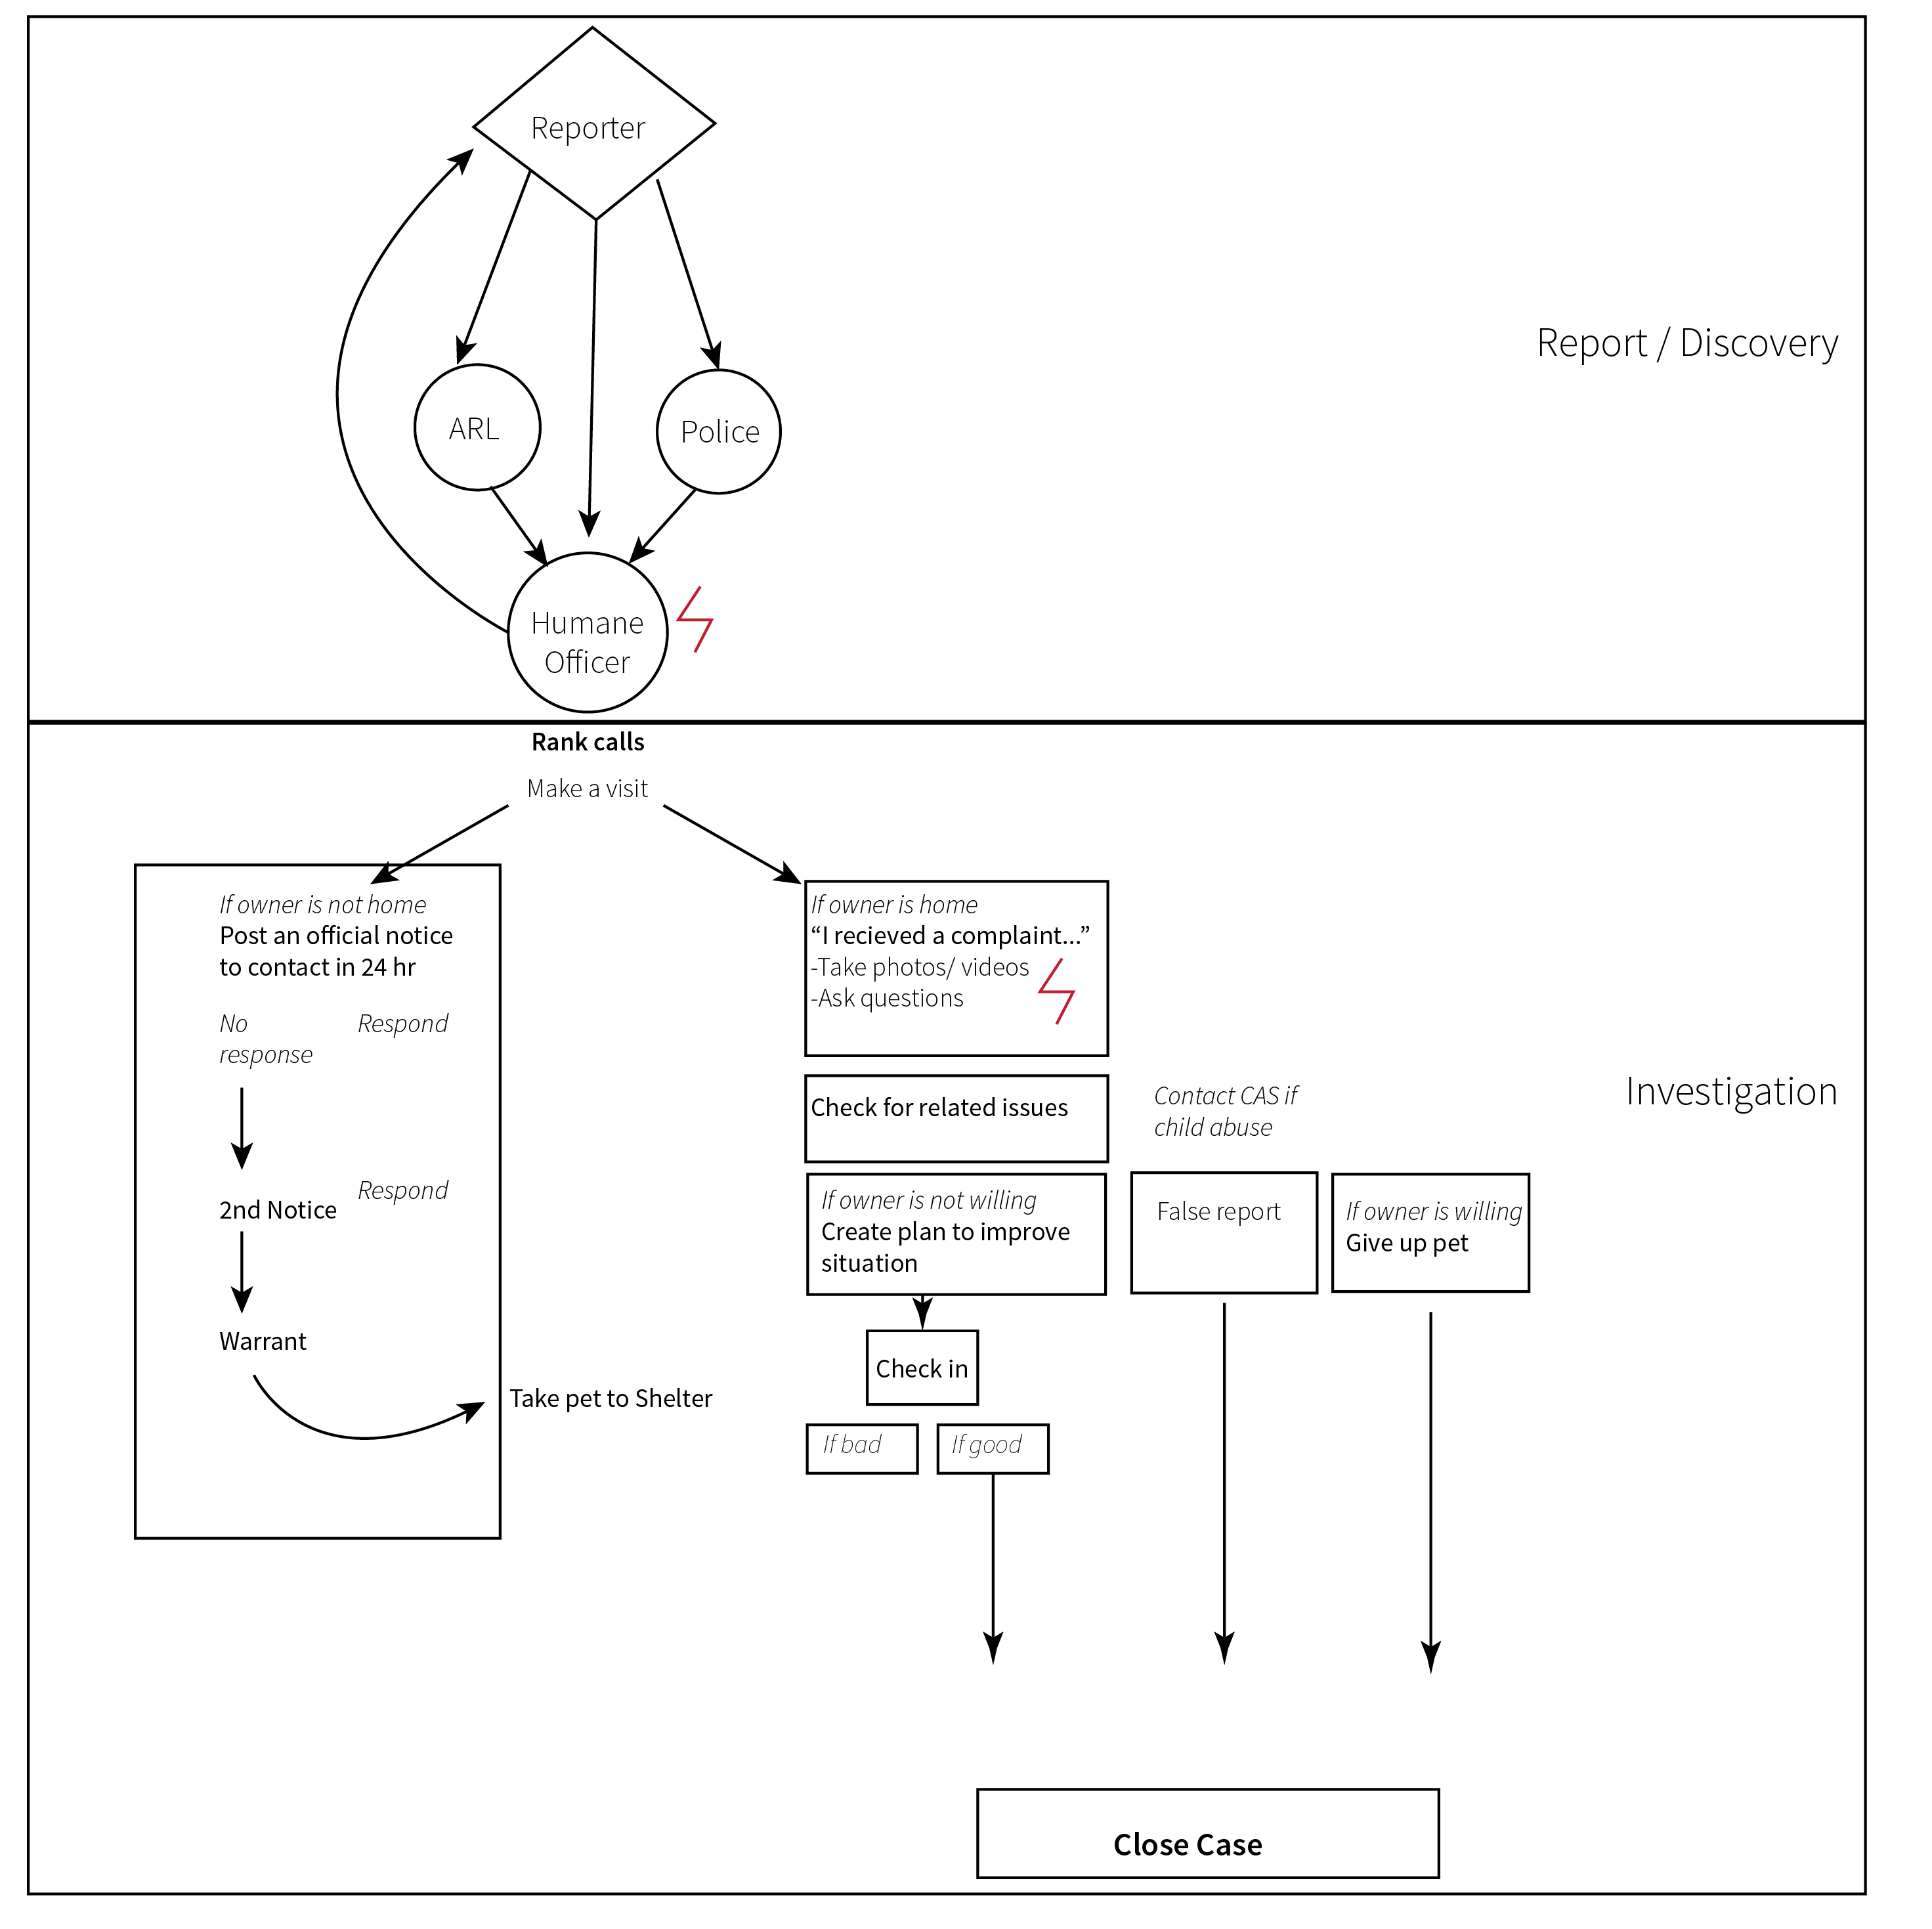 Reporter
Report / Discovery
ARL
Police
Humane
Officer
Rank calls
Make a visit
If owner is not home
Post an official notice
to contact in 24 hr
No
response
Respond
2nd Notice
Respond
Warrant
Take pet to Shelter
If owner is home
“I recieved a complaint...”
-Take photos/ videos
-Ask questions
Check for related issues
Contact CAS if
child abuse
Investigation
If owner is not willing
Create plan to improve
situation
False report
If owner is willing
Give up pet
Check in
If bad
If good
Close Case